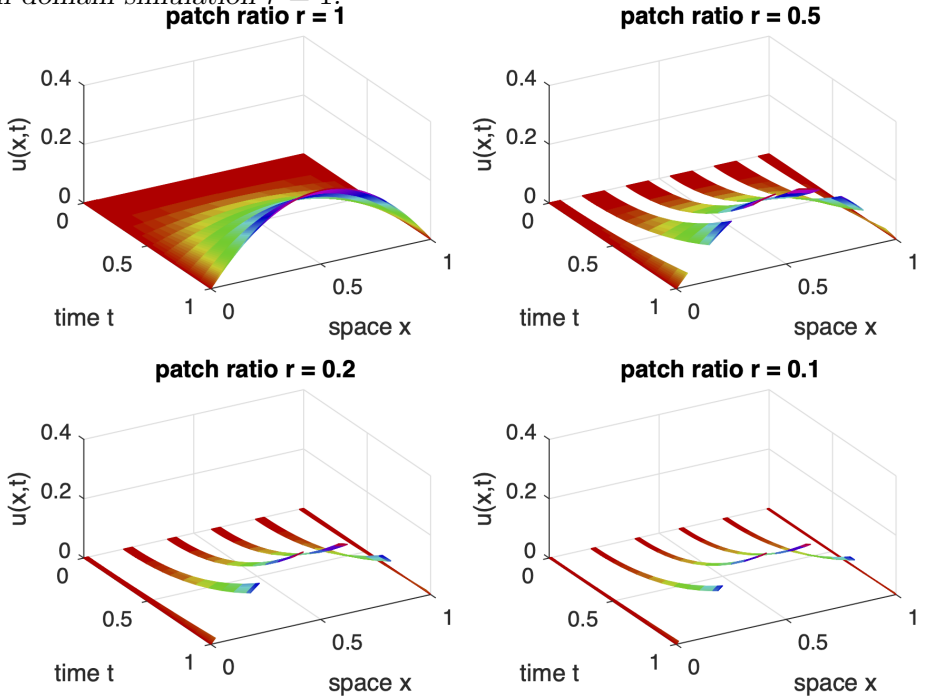 patch ratio r = 1
0.4
0.2
0
u(x,t)
0
0.5
1
time t
0
0.5
1
space x
patch ratio r = 0.5
0.4
0.2
0
u(x,t)
0
0.5
1
time t
0
0.5
1
space x
patch ratio r = 0.2
0.4
0.2
0
u(x,t)
0
0.5
1
time t
0
0.5
1
space x
patch ratio r = 0.1
0.4
0.2
0
u(x,t)
0
0.5
1
time t
0
0.5
1
space x